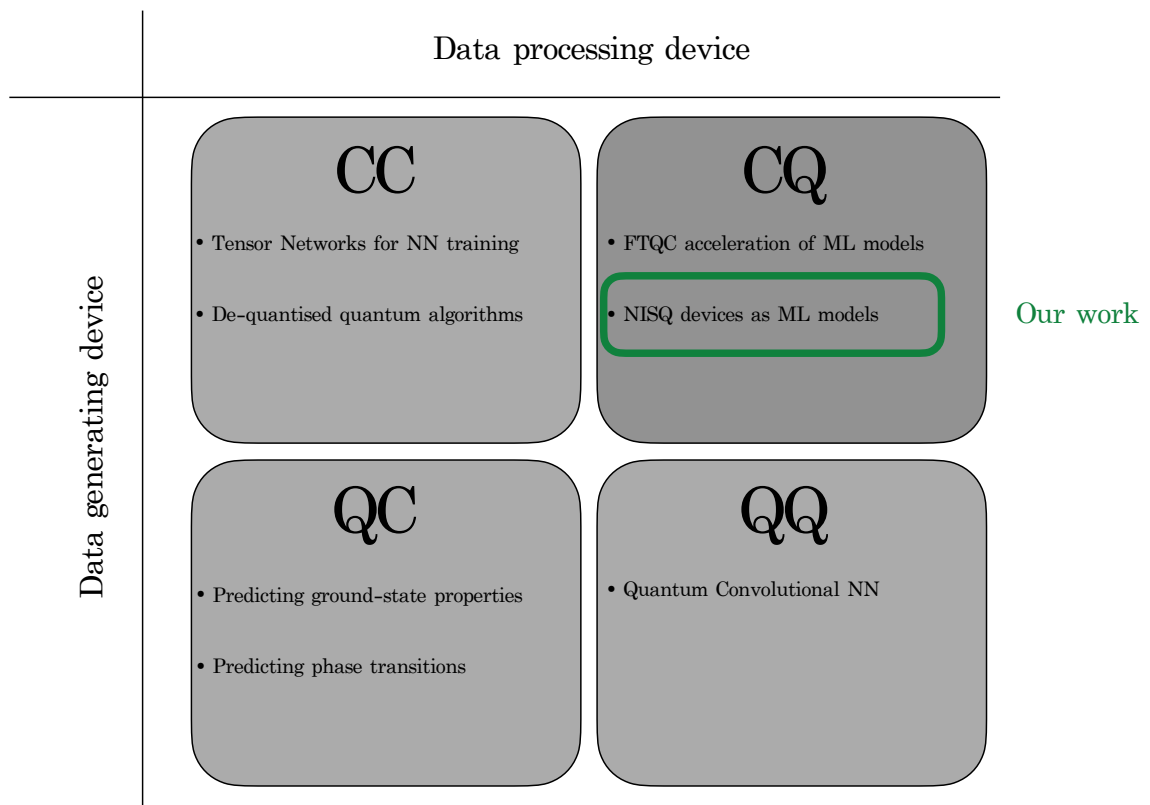 Data processing device
Data generating device
CC
• Tensor Networks for NN training
• De-quantised quantum algorithms
CQ
• FTQC acceleration of ML models
• NISQ devices as ML models
Our work
QC
• Predicting ground-state properties
• Predicting phase transitions
QQ
• Quantum Convolutional NN